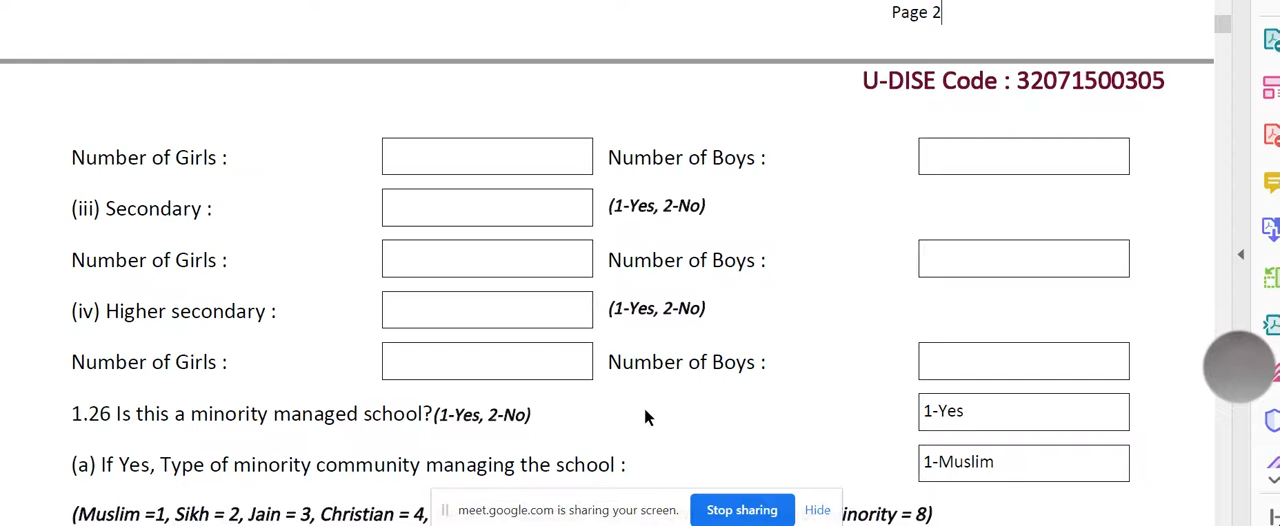 Page 2
U-DISE Code : 32071500305
Number of Girls : Number of Boys :
(iii) Secondary : (1-Yes, 2-No)
Number of Girls : Number of Boys :
(iv) Higher secondary : (1-Yes, 2-No)
Number of Girls : Number of Boys :
1.26 Is this a minority managed school?(1-Yes, 2-No) 1-Yes
(a) If Yes, Type of minority community managing the school : 1-Muslim
(Muslim =1, Sikh = 2, Jain = 3, Christian = 4, inority = 8)
meet.google.com is sharing your screen. Stop sharing Hide